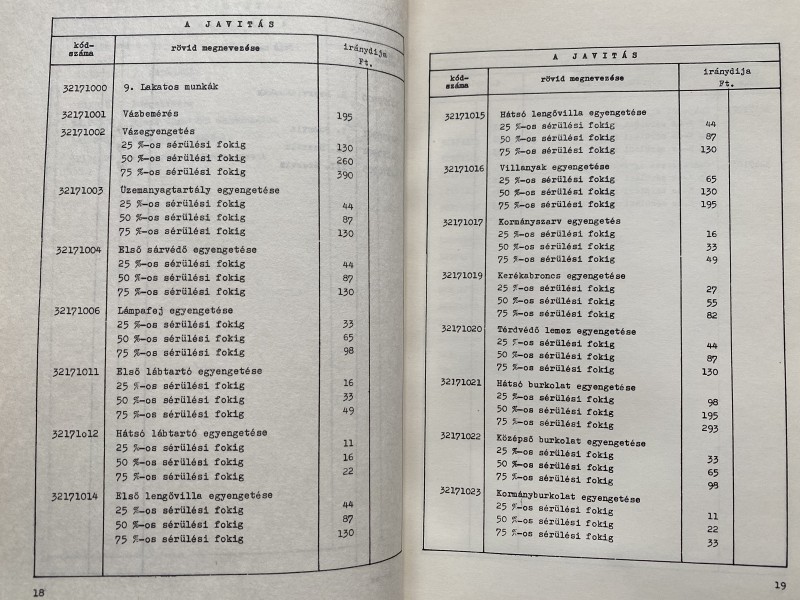 A JAVITÁS
kód-
száma
rövid megnevezése
iránydija
Ft.
32171000 9. Lakatos munkák
32171001 Vázbemérés 195
32171002 Vázegyengetés
25 %-os sérülési fokig 130
50 %-os sérülési fokig 260
75 %-os sérülési fokig 390
32171003 Üzemanyagtartály egyengetése
25 %-os sérülési fokig 44
50 %-os sérülési fokig 87
75 %-os sérülési fokig 130
32171004 Első sárvédő egyengetése
25 %-os sérülési fokig 44
50 %-os sérülési fokig 87
75 %-os sérülési fokig 130
32171006 Lámpafej egyengetése
25 %-os sérülési fokig 33
50 %-os sérülési fokig 65
75 %-os sérülési fokig 98
32171011 Első lábtartó egyengetése
25 %-os sérülési fokig 16
50 %-os sérülési fokig 33
75 %-os sérülési fokig 49
32171o12 Hátsó lábtartó egyengetése
25 %-os sérülési fokig 11
50 %-os sérülési fokig 16
75 %-os sérülési fokig 22
32171014 Első lengővilla egyengetése
25 %-os sérülési fokig 44
50 %-os sérülési fokig 87
75 %-os sérülési fokig 130
18
A JAVITÁS
kód-
száma
rövid megnevezése
iránydija
Ft.
32171015 Hátsó lengővilla egyengetése
25 %-os sérülési fokig 44
50 %-os sérülési fokig 87
75 %-os sérülési fokig 130
32171016 Villanyak egyengetése
25 %-os sérülési fokig 65
50 %-os sérülési fokig 130
75 %-os sérülési fokig 195
32171017 Kormányszarv egyengetés
25 %-os sérülési fokig 16
50 %-os sérülési fokig 33
75 %-os sérülési fokig 49
32171019 Kerékabroncs egyengetése
25 %-os sérülési fokig 27
50 %-os sérülési fokig 55
75 %-os sérülési fokig 82
32171020 Térdvédő lemez egyengetése
25 %-os sérülési fokig 44
50 %-os sérülési fokig 87
75 %-os sérülési fokig 130
32171021 Hátsó burkolat egyengetése
25 %-os sérülési fokig 98
50 %-os sérülési fokig 195
75 %-os sérülési fokig 293
32171022 Középső burkolat egyengetése
25 %-os sérülési fokig 33
50 %-os sérülési fokig 65
75 %-os sérülési fokig 98
32171023 Kormányburkolat egyengetése
25 %-os sérülési fokig 11
50 %-os sérülési fokig 22
75 %-os sérülési fokig 33
19